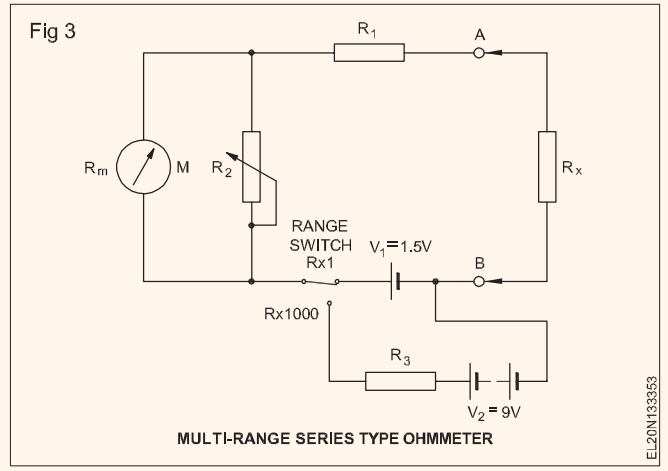 Fig 3
R1
A
Rm
M
R2
Rx
RANGE
SWITCH
Rx1
V1=1.5V
B
Rx1000
R3
V2=9V
MULTI-RANGE SERIES TYPE OHMMETER
EL20N133353